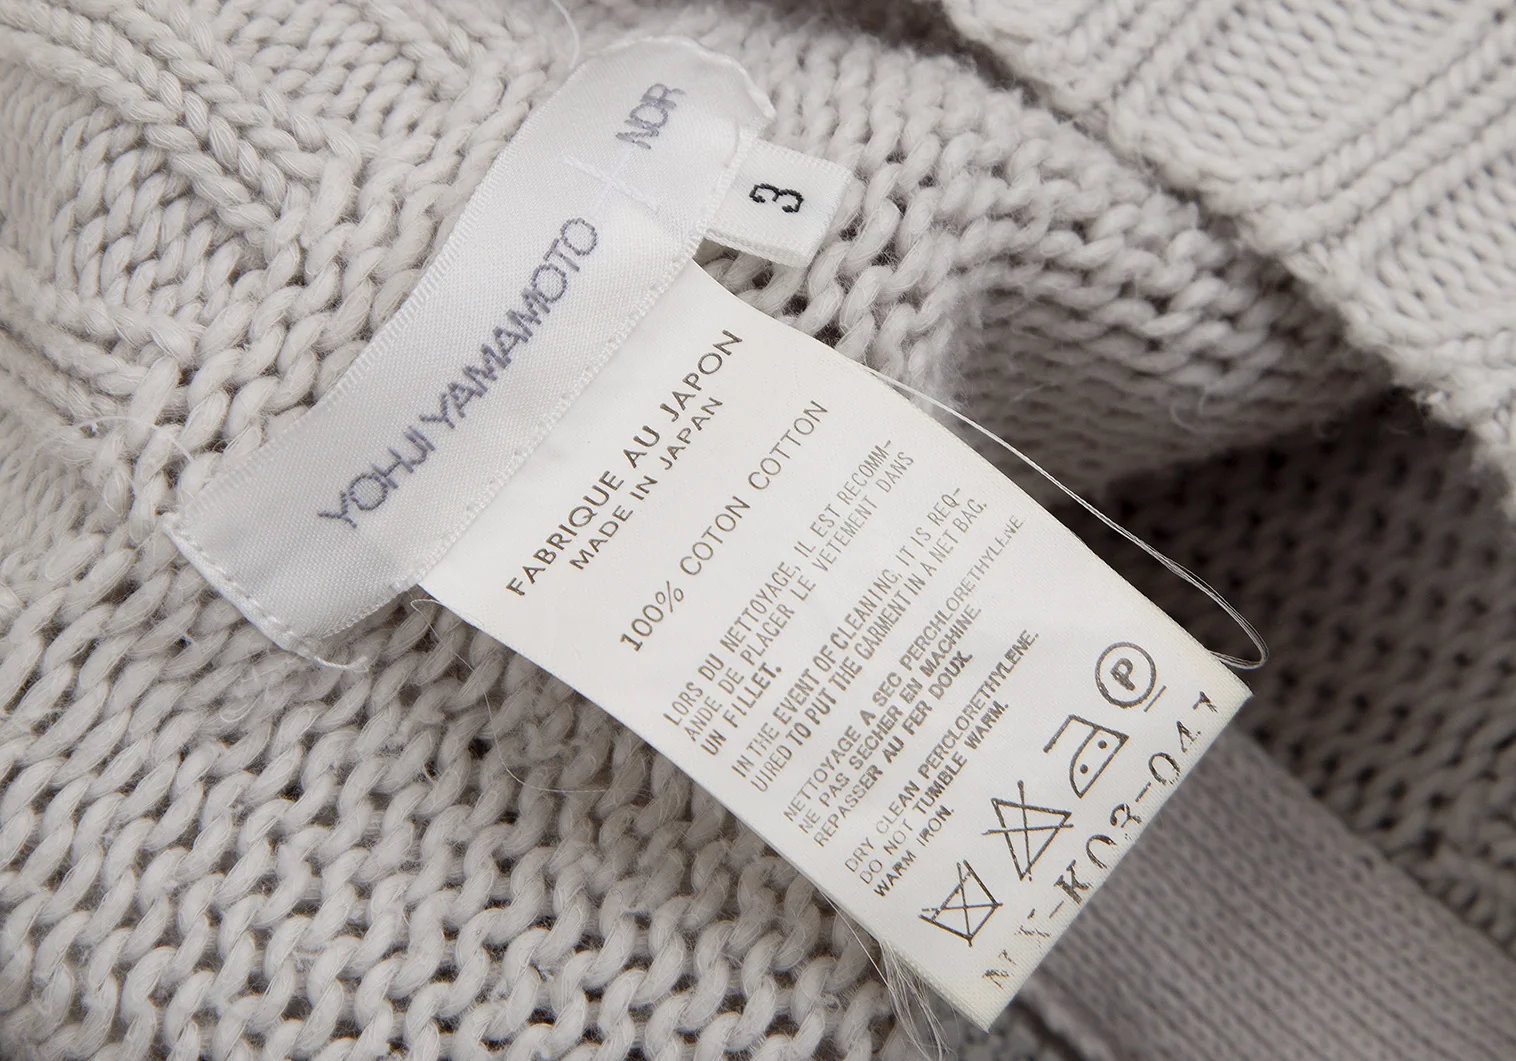 YOHJI YAMAMOTO
NOIR
3
FABRIQUE AU JAPON
MADE IN JAPAN
100% COTON COTTON
LORS DU NETTOYAGE, IL EST RECOMM-
ANDE DE PLACER LE VETEMENT DANS
UN FILLET.
IN THE EVENT OF CLEANING, IT IS REQ-
UIRED TO PUT THE GARMENT IN A NET BAG.
NETTOYAGE A SEC PERCHLORETHYLENE
NE PAS SECHER EN MACHINE.
REPASSER AU FER DOUX.
DRY CLEAN PERCLORETHYLENE.
DO NOT TUMBLE WARM.
WARM IRON.
P